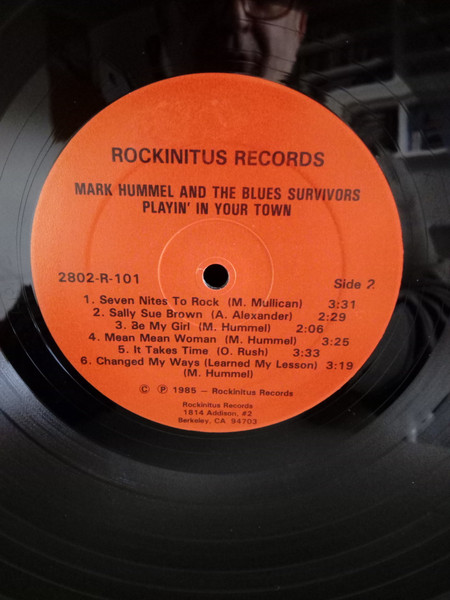 ROCKINITUS RECORDS
MARK HUMMEL AND THE BLUES SURVIVORS
PLAYIN' IN YOUR TOWN
2802-R-101 Side 2
1. Seven Nites To Rock (M. Mullican) 3:31
2. Sally Sue Brown (A. Alexander) 2:29
3. Be My Girl (M. Hummel) 2:06
4. Mean Mean Woman (M. Hummel) 3:25
5. It Takes Time (O. Rush) 3:33
6. Changed My Ways (Learned My Lesson) 3:19
(M. Hummel)
© ℗ 1985 — Rockinitus Records
Rockinitus Records
1814 Addison, #2
Berkeley, CA 94703